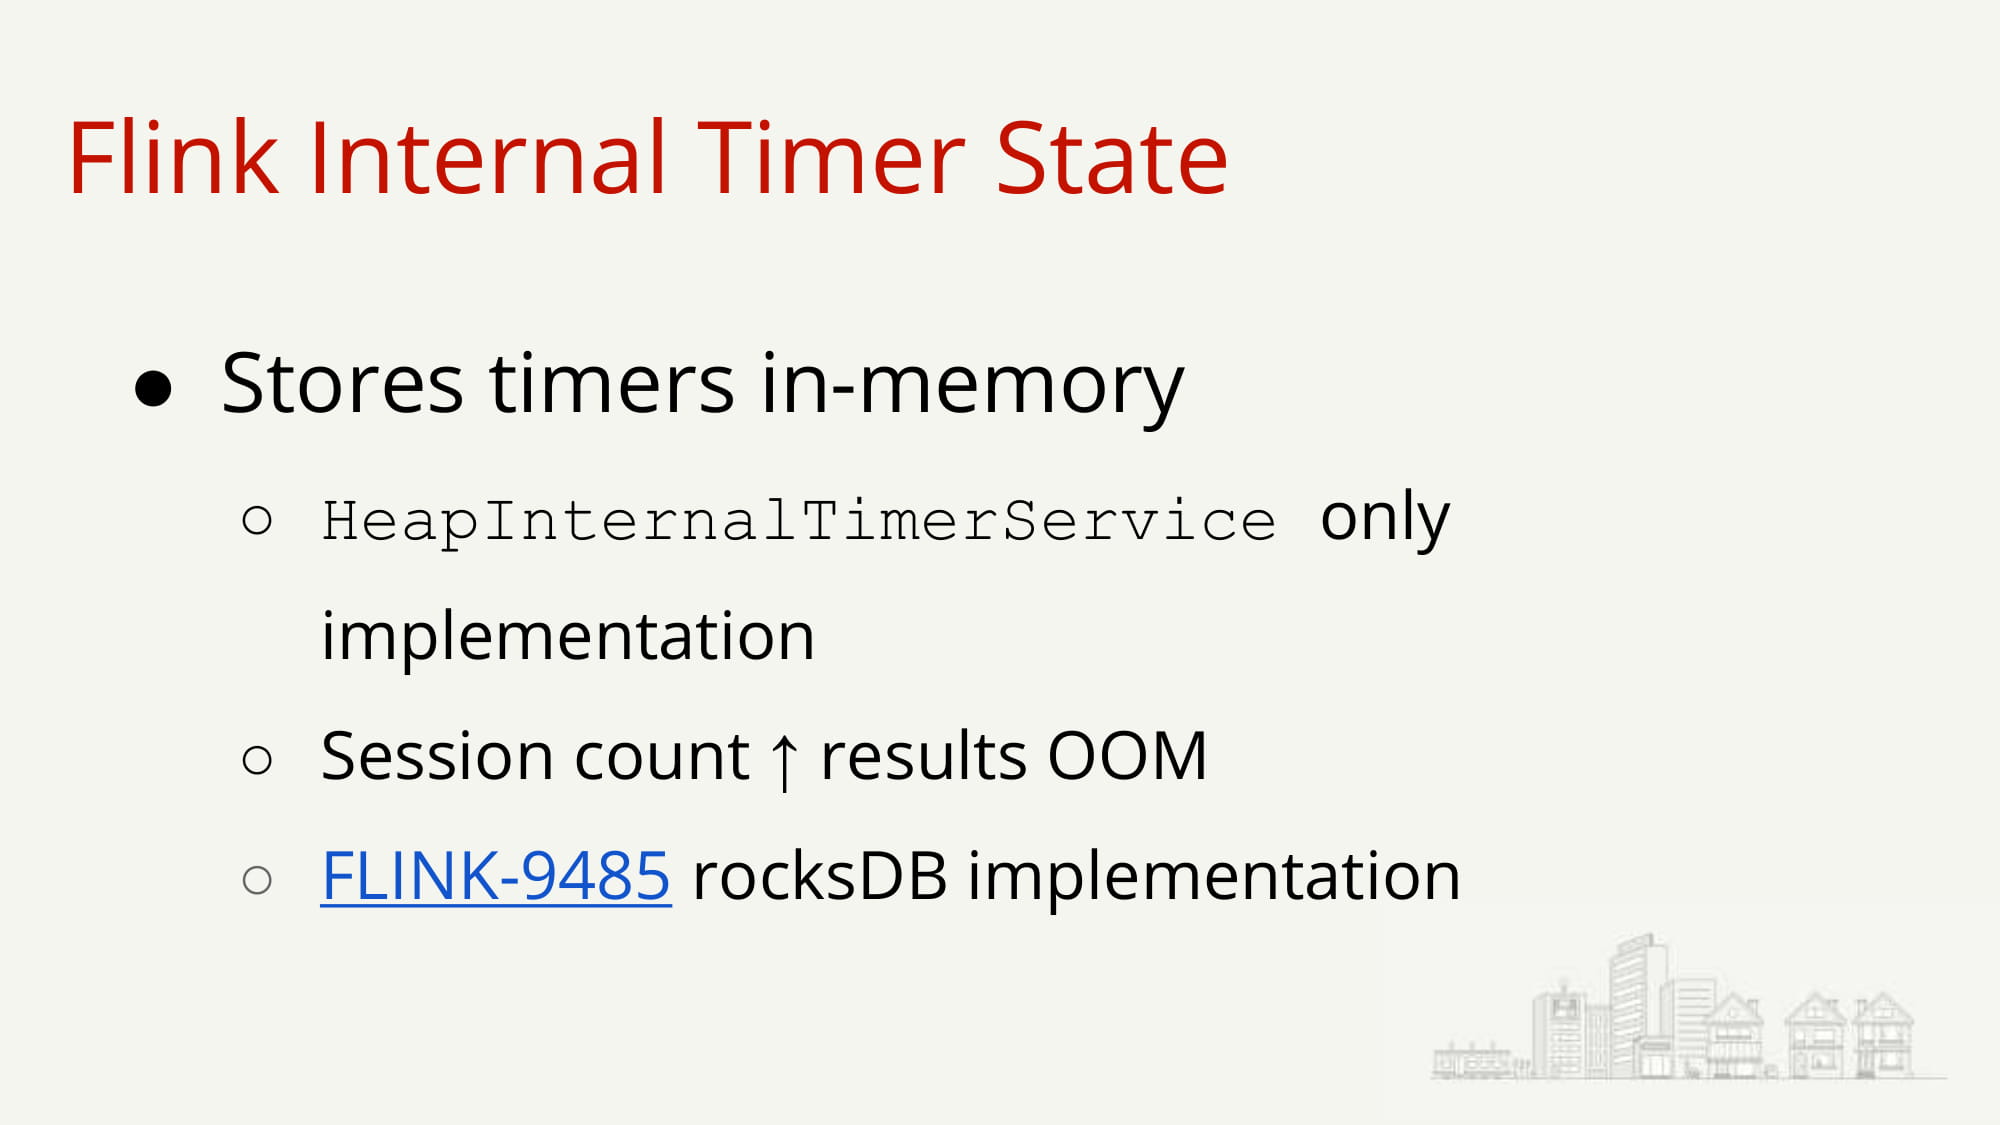 Flink Internal Timer State
● Stores timers in-memory
○ HeapInternalTimerService only
implementation
○ Session count ↑ results OOM
○ FLINK-9485 rocksDB implementation